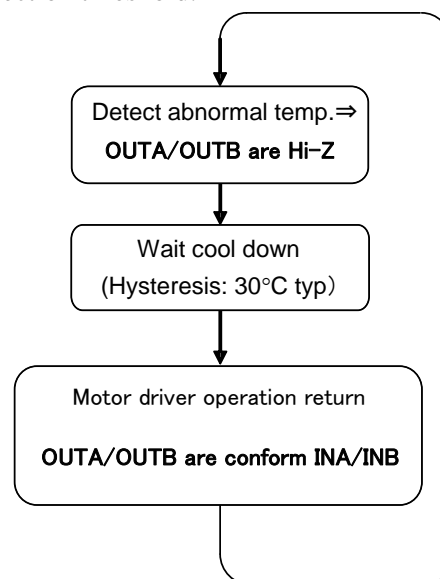 Detect abnormal temp.⇒
OUTA/OUTB are Hi-Z
Wait cool down
(Hysteresis: 30°C typ)
Motor driver operation return
OUTA/OUTB are conform INA/INB